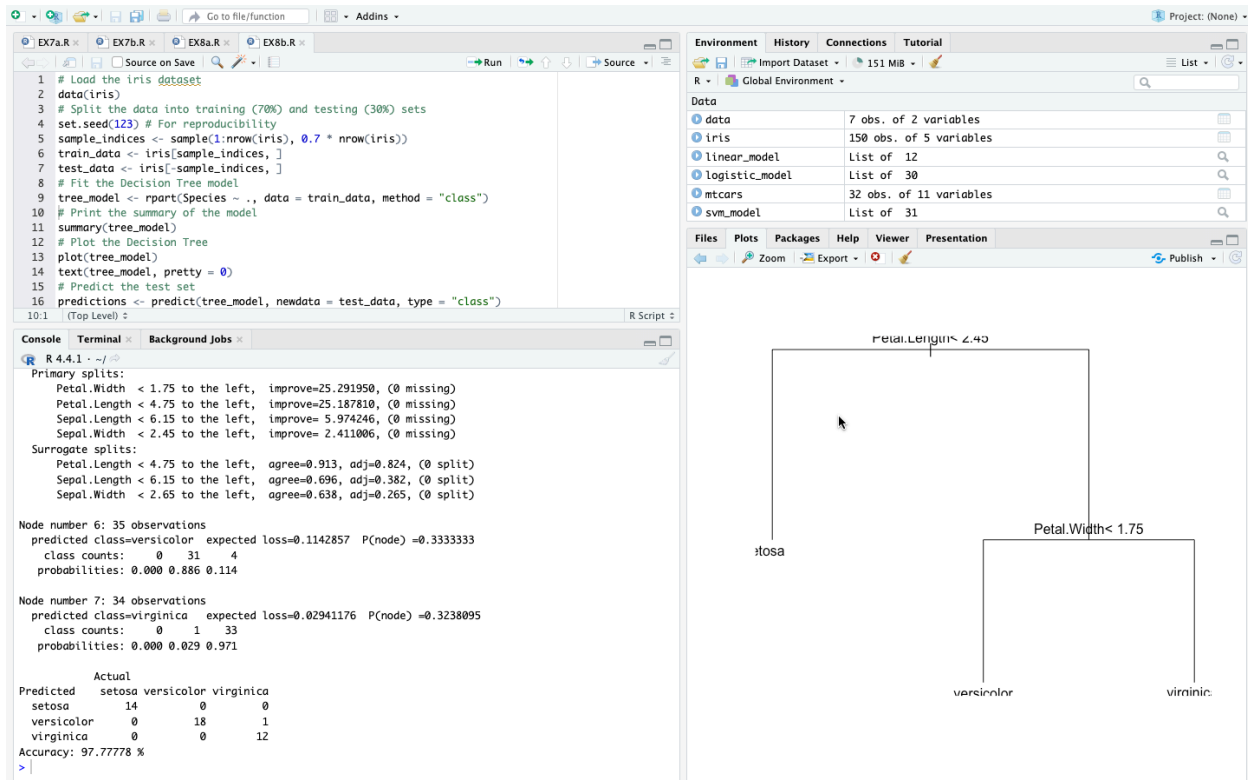 Go to file/function
Addins
Project: (None)
EX7a.R
EX7b.R
EX8a.R
EX8b.R
Source on Save
Run
Source
1 # Load the iris dataset
2 data(iris)
3 # Split the data into training (70%) and testing (30%) sets
4 set.seed(123) # For reproducibility
5 sample_indices <- sample(1:nrow(iris), 0.7 * nrow(iris))
6 train_data <- iris[sample_indices, ]
7 test_data <- iris[-sample_indices, ]
8 # Fit the Decision Tree model
9 tree_model <- rpart(Species ~ ., data = train_data, method = "class")
10 # Print the summary of the model
11 summary(tree_model)
12 # Plot the Decision Tree
13 plot(tree_model)
14 text(tree_model, pretty = 0)
15 # Predict the test set
16 predictions <- predict(tree_model, newdata = test_data, type = "class")
10:1 (Top Level) R Script
Console Terminal Background Jobs
R 4.4.1 · ~/
Primary splits:
Petal.Width < 1.75 to the left, improve=25.291950, (0 missing)
Petal.Length < 4.75 to the left, improve=25.187810, (0 missing)
Sepal.Length < 6.15 to the left, improve= 5.974246, (0 missing)
Sepal.Width < 2.45 to the left, improve= 2.411006, (0 missing)
Surrogate splits:
Petal.Length < 4.75 to the left, agree=0.913, adj=0.824, (0 split)
Sepal.Length < 6.15 to the left, agree=0.696, adj=0.382, (0 split)
Sepal.Width < 2.65 to the left, agree=0.638, adj=0.265, (0 split)
Node number 6: 35 observations
predicted class=versicolor expected loss=0.1142857 P(node) =0.3333333
class counts: 0 31 4
probabilities: 0.000 0.886 0.114
Node number 7: 34 observations
predicted class=virginica expected loss=0.02941176 P(node) =0.3238095
class counts: 0 1 33
probabilities: 0.000 0.029 0.971
Actual
Predicted setosa versicolor virginica
setosa 14 0 0
versicolor 0 18 1
virginica 0 0 12
Accuracy: 97.77778 %
>
Environment History Connections Tutorial
Import Dataset 151 MiB List
R Global Environment
Data
data 7 obs. of 2 variables
iris 150 obs. of 5 variables
linear_model List of 12
logistic_model List of 30
mtcars 32 obs. of 11 variables
svm_model List of 31
Files Plots Packages Help Viewer Presentation
Zoom Export Publish
Petal.Length< 2.45
etosa
Petal.Width< 1.75
versicolor
virginic